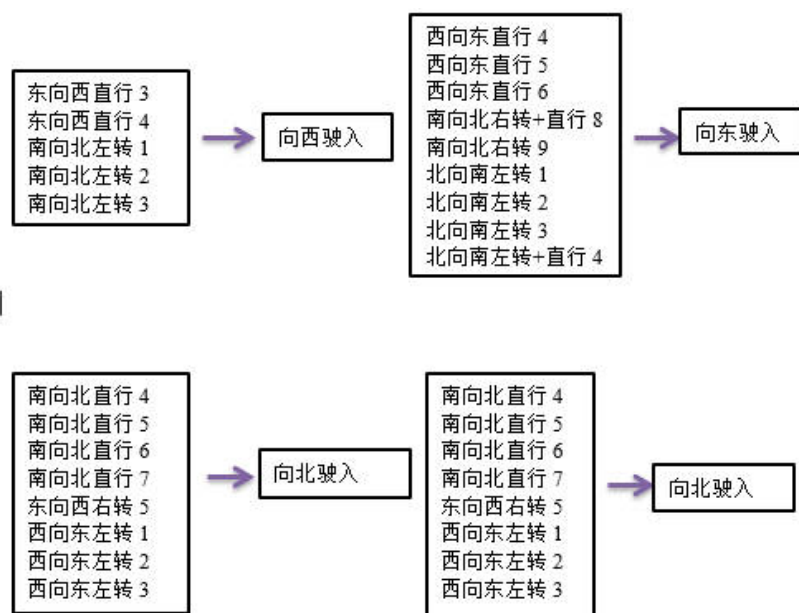 东向西直行 3
东向西直行 4
南向北左转 1
南向北左转 2
南向北左转 3
向西驶入
西向东直行 4
西向东直行 5
西向东直行 6
南向北右转+直行 8
南向北右转 9
北向南左转 1
北向南左转 2
北向南左转 3
北向南左转+直行 4
向东驶入
南向北直行 4
南向北直行 5
南向北直行 6
南向北直行 7
东向西右转 5
西向东左转 1
西向东左转 2
西向东左转 3
向北驶入
南向北直行 4
南向北直行 5
南向北直行 6
南向北直行 7
东向西右转 5
西向东左转 1
西向东左转 2
西向东左转 3
向北驶入